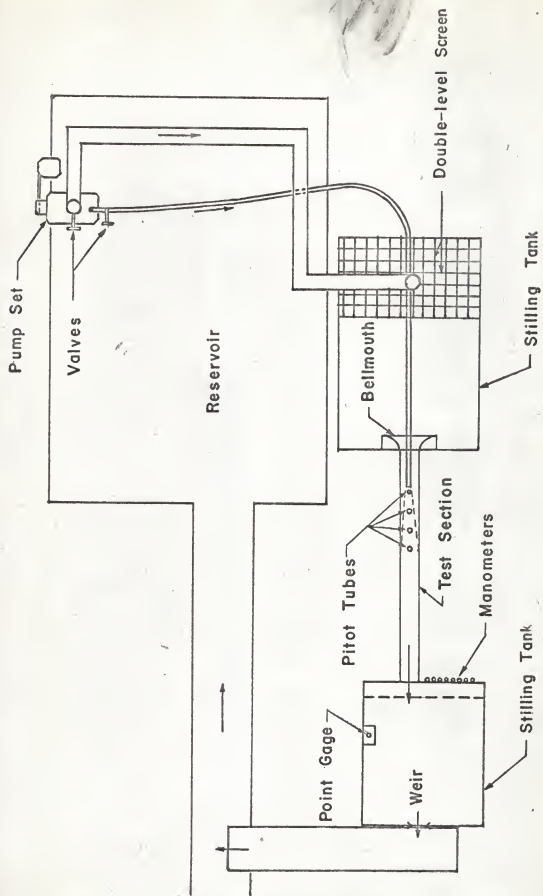 Pump Set
Valves
Reservoir
Double-level Screen
Stilling Tank
Bellmouth
Pitot Tubes
Test Section
Manometers
Point Gage
Weir
Stilling Tank